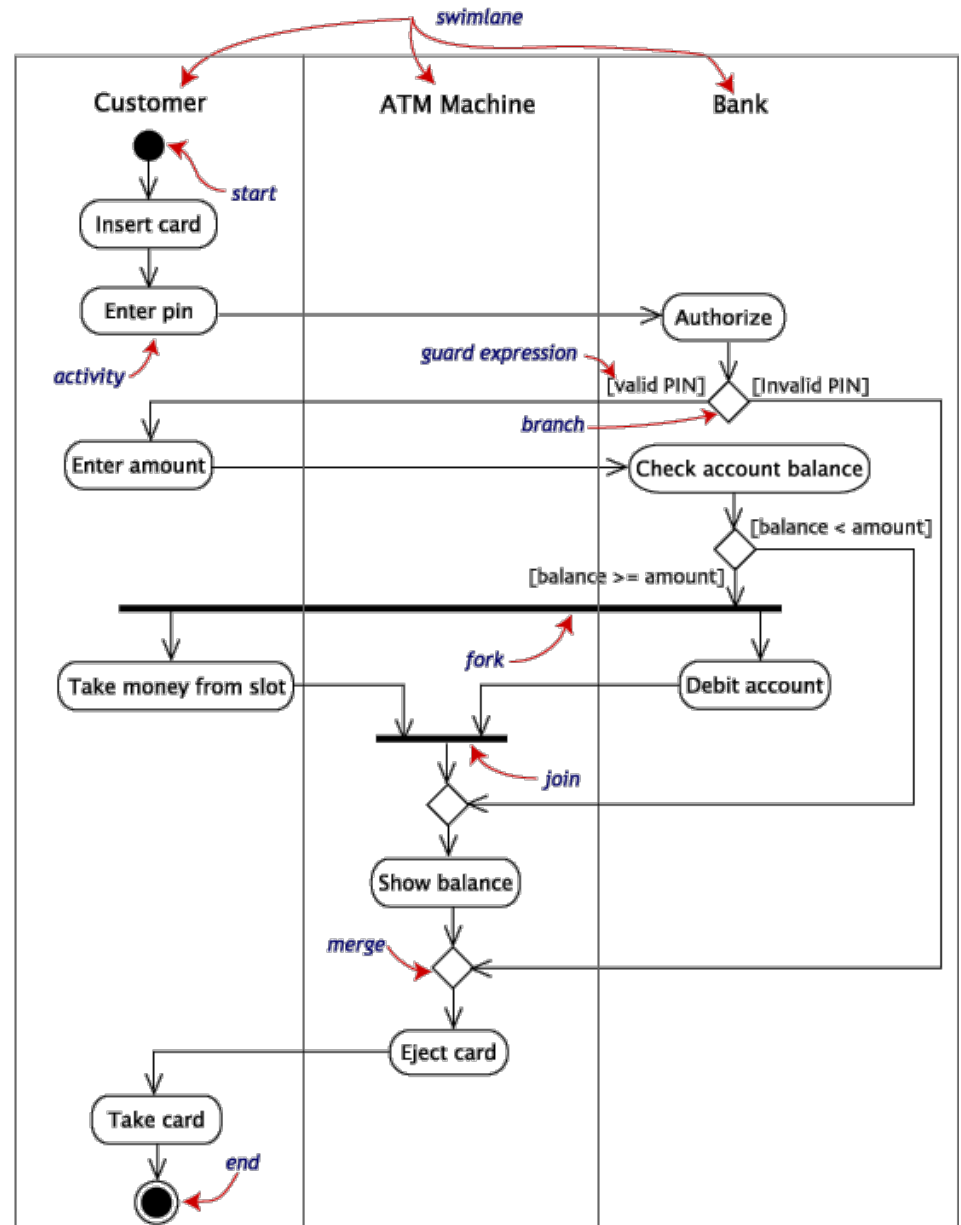 swimlane
Customer
ATM Machine
Bank
start
Insert card
Enter pin
Authorize
guard expression
activity
[valid PIN]
[Invalid PIN]
branch
Enter amount
Check account balance
[balance < amount]
[balance >= amount]
fork
Take money from slot
Debit account
join
Show balance
merge
Eject card
Take card
end